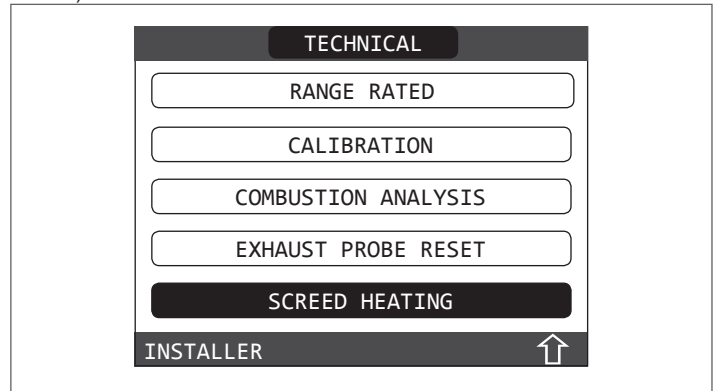 TECHNICAL
RANGE RATED
CALIBRATION
COMBUSTION ANALYSIS
EXHAUST PROBE RESET
SCREED HEATING
INSTALLER